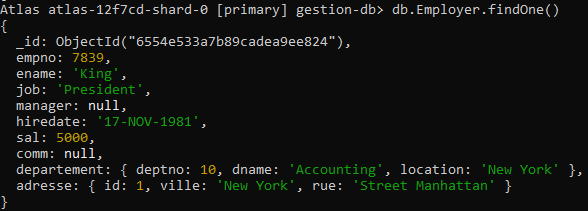 Atlas atlas-12f7cd-shard-0 [primary] gestion-db> db.Employer.findOne()
{
  _id: ObjectId("6554e533a7b89cadea9ee824"),
  empno: 7839,
  ename: 'King',
  job: 'President',
  manager: null,
  hiredate: '17-NOV-1981',
  sal: 5000,
  comm: null,
  departement: { deptno: 10, dname: 'Accounting', location: 'New York' },
  adresse: { id: 1, ville: 'New York', rue: 'Street Manhattan' }
}